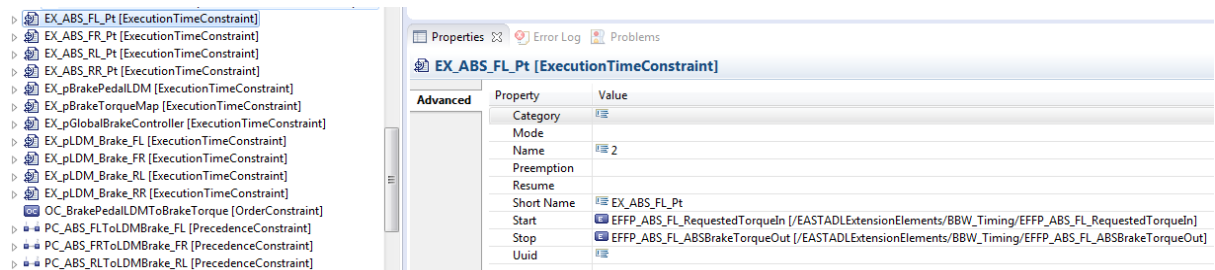 EX_ABS_FL_Pt [ExecutionTimeConstraint]
EX_ABS_FR_Pt [ExecutionTimeConstraint]
EX_ABS_RL_Pt [ExecutionTimeConstraint]
EX_ABS_RR_Pt [ExecutionTimeConstraint]
EX_pBrakePedalLDM [ExecutionTimeConstraint]
EX_pBrakeTorqueMap [ExecutionTimeConstraint]
EX_pGlobalBrakeController [ExecutionTimeConstraint]
EX_pLDM_Brake_FL [ExecutionTimeConstraint]
EX_pLDM_Brake_FR [ExecutionTimeConstraint]
EX_pLDM_Brake_RL [ExecutionTimeConstraint]
EX_pLDM_Brake_RR [ExecutionTimeConstraint]
OC OC_BrakePedalLDMToBrakeTorque [OrderConstraint]
PC_ABS_FLToLDMBrake_FL [PrecedenceConstraint]
PC_ABS_FRToLDMBrake_FR [PrecedenceConstraint]
PC_ABS_RLToLDMBrake_RL [PrecedenceConstraint]
Properties Error Log Problems
EX_ABS_FL_Pt [ExecutionTimeConstraint]
Advanced
Property Value
Category
Mode
Name 2
Preemption
Resume
Short Name EX_ABS_FL_Pt
Start E EFFP_ABS_FL_RequestedTorqueIn [/EASTADLExtensionElements/BBW_Timing/EFFP_ABS_FL_RequestedTorqueIn]
Stop E EFFP_ABS_FL_ABSBrakeTorqueOut [/EASTADLExtensionElements/BBW_Timing/EFFP_ABS_FL_ABSBrakeTorqueOut]
Uuid